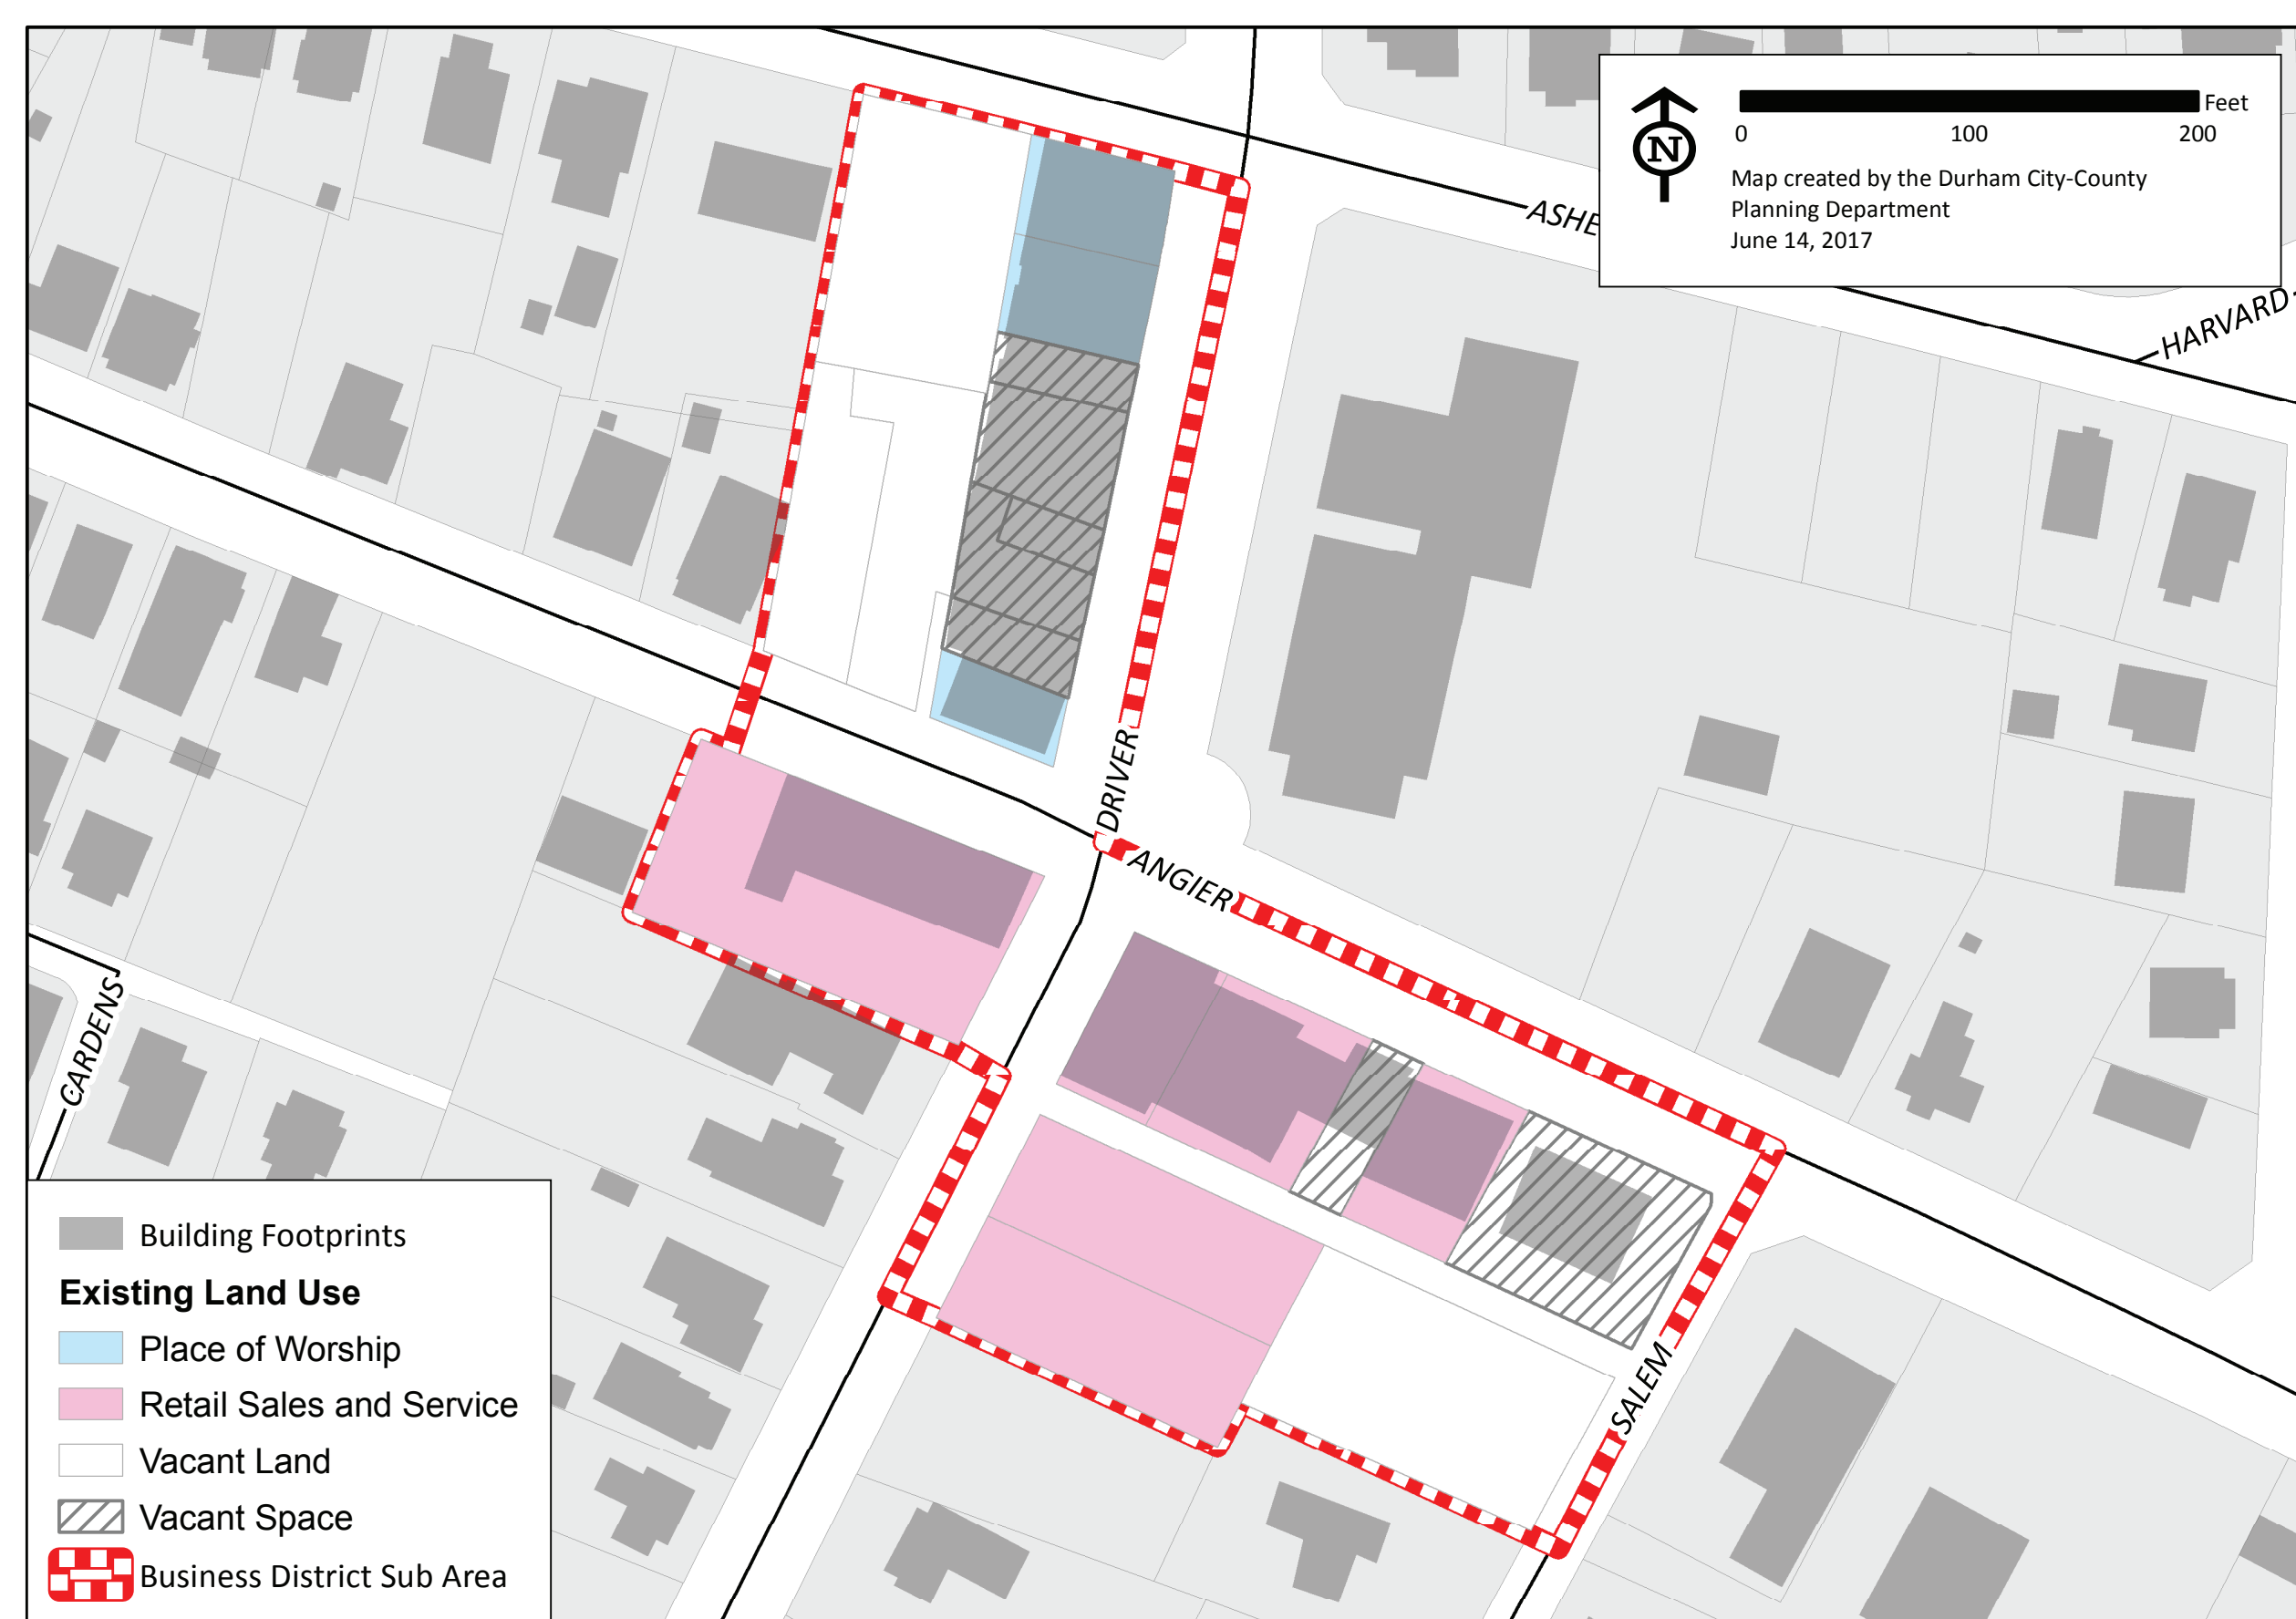 N
Feet
0 100 200
Map created by the Durham City-County
Planning Department
June 14, 2017
ASHE
HARVARD
DRIVER
ANGIER
CARDENS
SALEM
Building Footprints
Existing Land Use
Place of Worship
Retail Sales and Service
Vacant Land
Vacant Space
Business District Sub Area